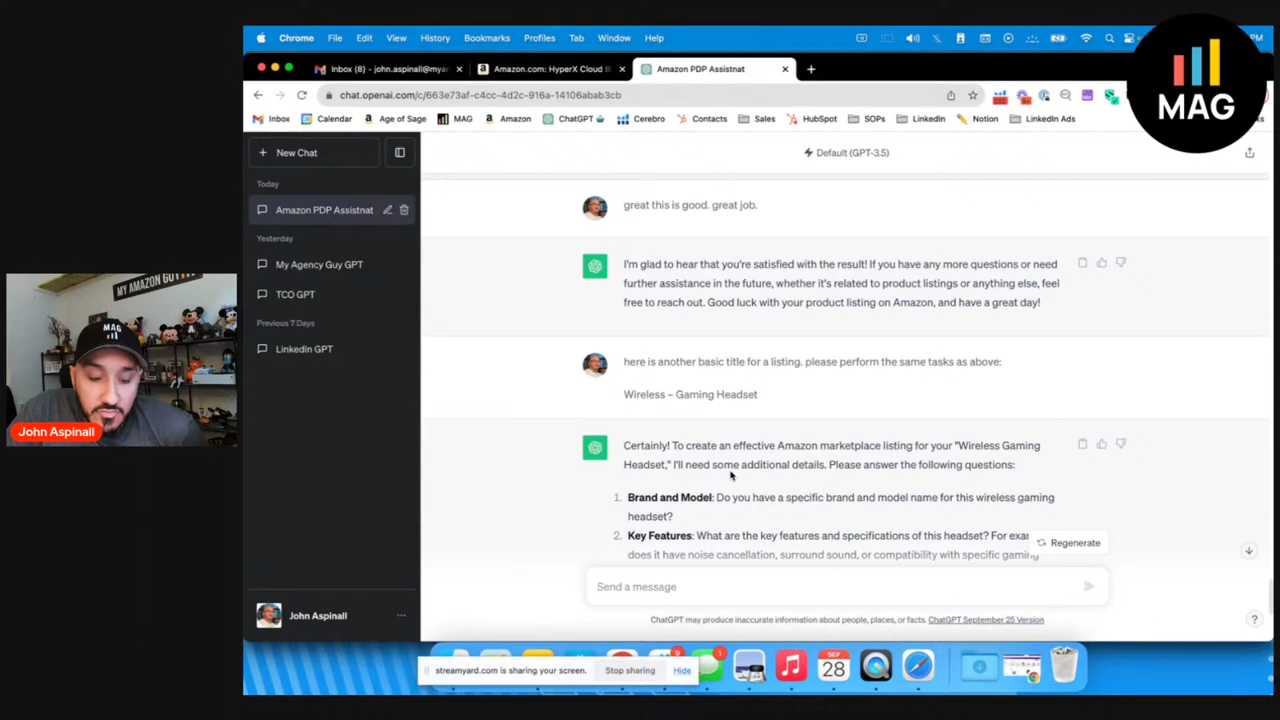 Chrome File Edit View History Bookmarks Profiles Tab Window Help
Inbox (8) - john.aspinall@myar
Amazon.com: HyperX Cloud
Amazon PDP Assistnat
chat.openai.com/c/663e73af-c4cc-4d2c-916a-14106abab3cb
Inbox Calendar Age of Sage MAG Amazon ChatGPT Cerebro Contacts Sales HubSpot SOPs LinkedIn Notion LinkedIn Ads
MAG
New Chat
Default (GPT-3.5)
Today
Amazon PDP Assistnat
Yesterday
My Agency Guy GPT
TCO GPT
Previous 7 Days
LinkedIn GPT
great this is good. great job.
I'm glad to hear that you're satisfied with the result! If you have any more questions or need
further assistance in the future, whether it's related to product listings or anything else, feel
free to reach out. Good luck with your product listing on Amazon, and have a great day!
here is another basic title for a listing. please perform the same tasks as above:
Wireless – Gaming Headset
Certainly! To create an effective Amazon marketplace listing for your "Wireless Gaming
Headset," I'll need some additional details. Please answer the following questions:
1. Brand and Model: Do you have a specific brand and model name for this wireless gaming
headset?
2. Key Features: What are the key features and specifications of this headset? For exam
does it have noise cancellation, surround sound, or compatibility with specific gaming
Regenerate
Send a message
ChatGPT may produce inaccurate information about people, places, or facts. ChatGPT September 25 Version
?
John Aspinall
MY AMAZON GUY
MAG
John Aspinall
streamyard.com is sharing your screen. Stop sharing Hide
9
1
SEP
28